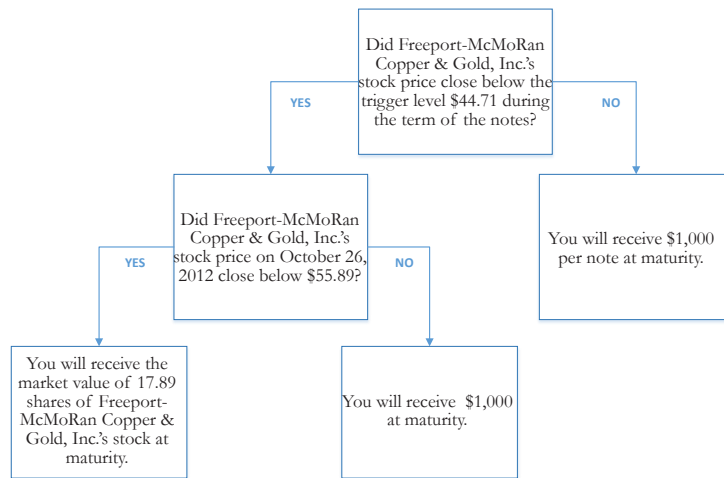 Did Freeport-McMoRan
Copper & Gold, Inc.'s
stock price close below the
trigger level $44.71 during
the term of the notes?
YES
NO
Did Freeport-McMoRan
Copper & Gold, Inc.'s
stock price on October 26,
2012 close below $55.89?
You will receive $1,000
per note at maturity.
YES
NO
You will receive the
market value of 17.89
shares of Freeport-
McMoRan Copper &
Gold, Inc.'s stock at
maturity.
You will receive $1,000
at maturity.